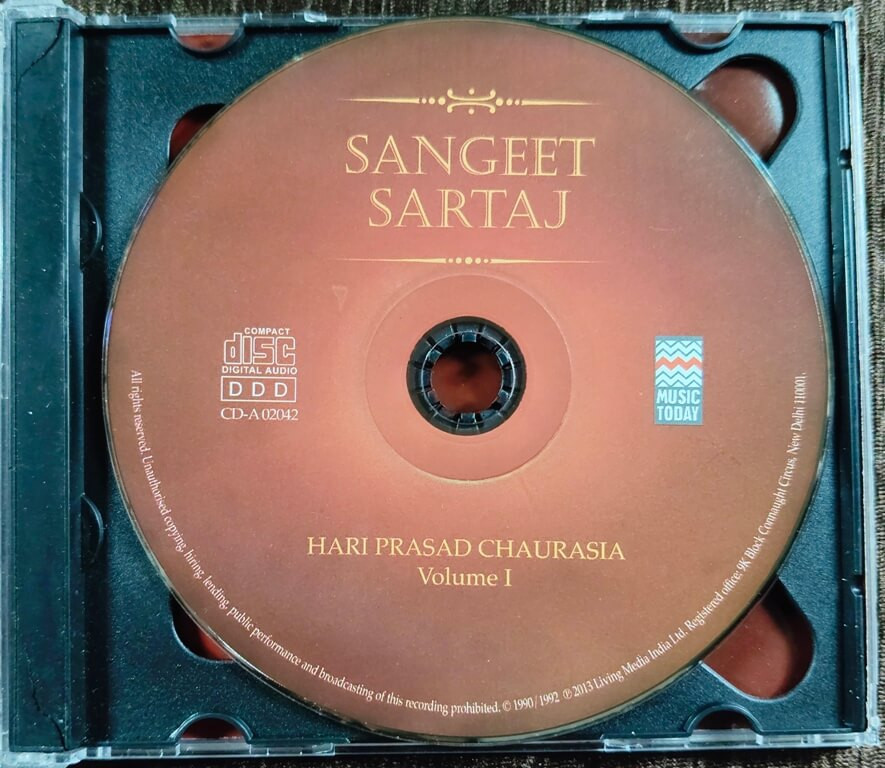 SANGEET
SARTAJ
COMPACT
disc
DIGITAL AUDIO
DDD
CD-A 02042
MUSIC
TODAY
HARI PRASAD CHAURASIA
Volume I
All rights reserved. Unauthorised copying, hiring, lending, public performance and broadcasting of this recording prohibited. © 1990/1992 ℗ 2013 Living Media India Ltd. Registered office: 9K Block Connaught Circus, New Delhi 110001.